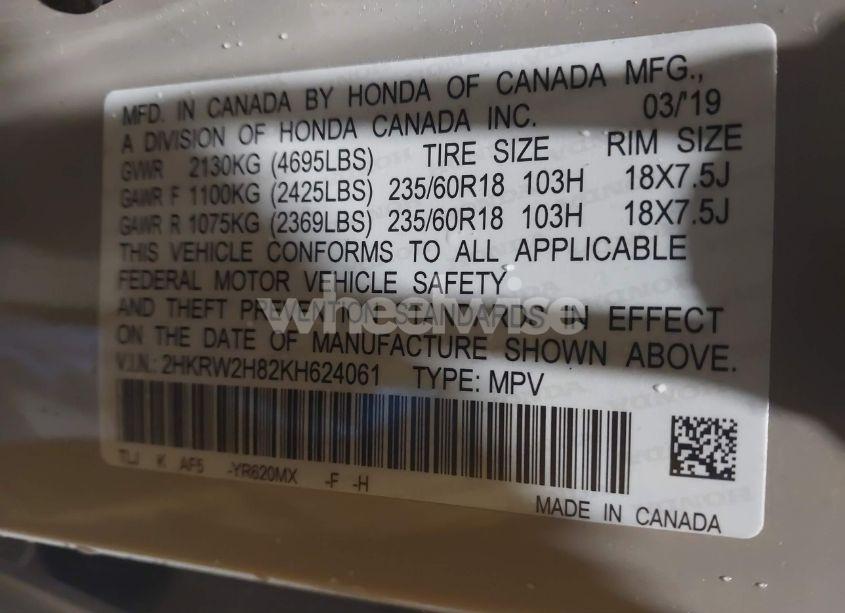 MFD. IN CANADA BY HONDA OF CANADA MFG.,
A DIVISION OF HONDA CANADA INC. 03/'19
GVWR 2130KG (4695LBS) TIRE SIZE RIM SIZE
GAWR F 1100KG (2425LBS) 235/60R18 103H 18X7.5J
GAWR R 1075KG (2369LBS) 235/60R18 103H 18X7.5J
THIS VEHICLE CONFORMS TO ALL APPLICABLE
FEDERAL MOTOR VEHICLE SAFETY
AND THEFT PREVENTION STANDARDS IN EFFECT
wheelwise
ON THE DATE OF MANUFACTURE SHOWN ABOVE.
V.I.N.: 2HKRW2H82KH624061 TYPE: MPV
TLJ K AF5 -YR620MX -F -H
MADE IN CANADA